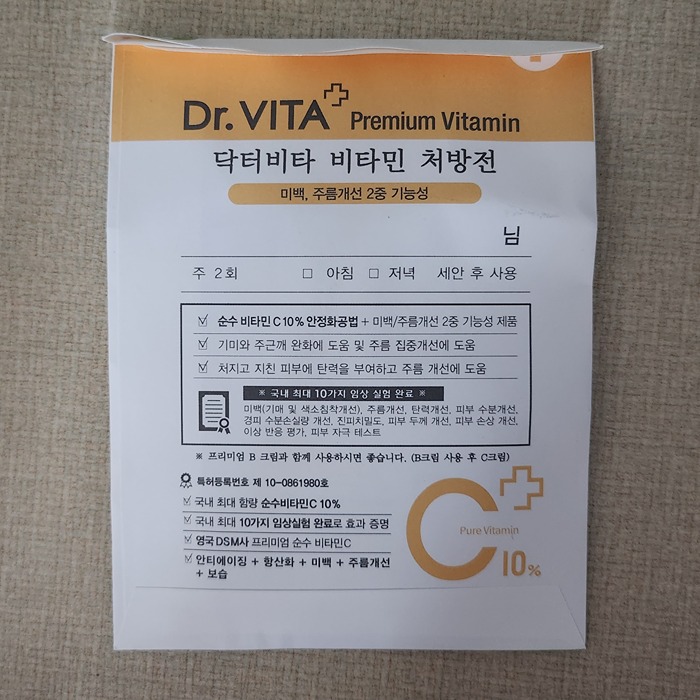 Dr. VITA Premium Vitamin
닥터비타 비타민 처방전
미백, 주름개선 2중 기능성
님
주 2회 □ 아침 □ 저녁 세안 후 사용
순수 비타민 C 10% 안정화공법 + 미백/주름개선 2중 기능성 제품
기미와 주근깨 완화에 도움 및 주름 집중개선에 도움
처지고 지친 피부에 탄력을 부여하고 주름 개선에 도움
※ 국내 최대 10가지 임상 실험 완료 ※
미백(기매 및 색소침착개선), 주름개선, 탄력개선, 피부 수분개선,
경피 수분손실량 개선, 진피치밀도, 피부 두께 개선, 피부 손상 개선,
이상 반응 평가, 피부 자극 테스트
※ 프리미엄 B 크림과 함께 사용하시면 좋습니다. (B크림 사용 후 C크림)
특허등록번호 제 10-0861980호
국내 최대 함량 순수비타민C 10%
국내 최대 10가지 임상실험 완료로 효과 증명
영국 DSM사 프리미엄 순수 비타민C
안티에이징 + 항산화 + 미백 + 주름개선
+ 보습
C Pure Vitamin
10%